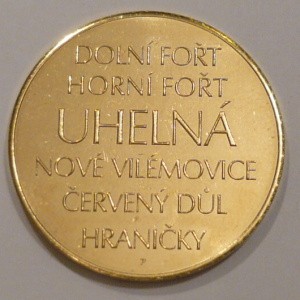 DOLNÍ FOŘT
HORNÍ FOŘT
UHELNÁ
NOVÉ VILÉMOVICE
ČERVENÝ DŮL
HRANIČKY